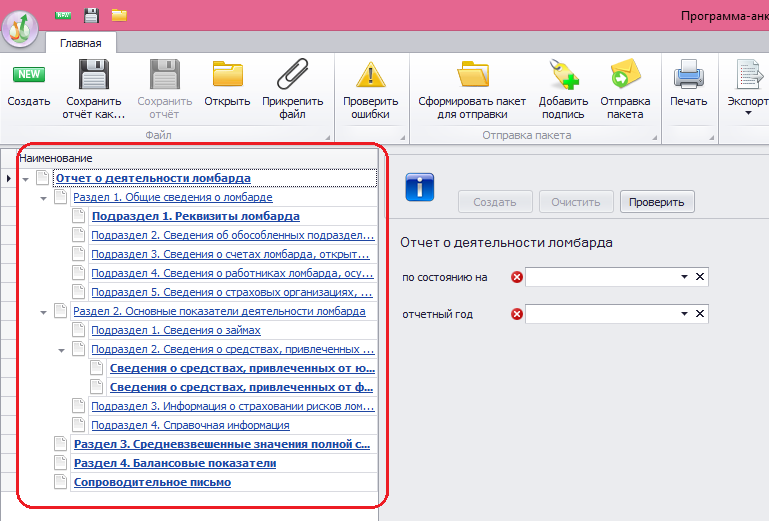 NEW
Программа-анк
Главная
NEW
Создать
Сохранить отчёт как...
Сохранить отчёт
Открыть
Прикрепить файл
Проверить ошибки
Сформировать пакет для отправки
Добавить подпись
Отправка пакета
Печать
Экспорт
Файл
Отправка пакета
Наименование
Отчет о деятельности ломбарда
Раздел 1. Общие сведения о ломбарде
Подраздел 1. Реквизиты ломбарда
Подраздел 2. Сведения об обособленных подраздел...
Подраздел 3. Сведения о счетах ломбарда, открыт...
Подраздел 4. Сведения о работниках ломбарда, осу...
Подраздел 5. Сведения о страховых организациях, ...
Раздел 2. Основные показатели деятельности ломбарда
Подраздел 1. Сведения о займах
Подраздел 2. Сведения о средствах, привлеченных ...
Сведения о средствах, привлеченных от ю...
Сведения о средствах, привлеченных от ф...
Подраздел 3. Информация о страховании рисков лом...
Подраздел 4. Справочная информация
Раздел 3. Средневзвешенные значения полной с...
Раздел 4. Балансовые показатели
Сопроводительное письмо
Создать
Очистить
Проверить
Отчет о деятельности ломбарда
по состоянию на
отчетный год